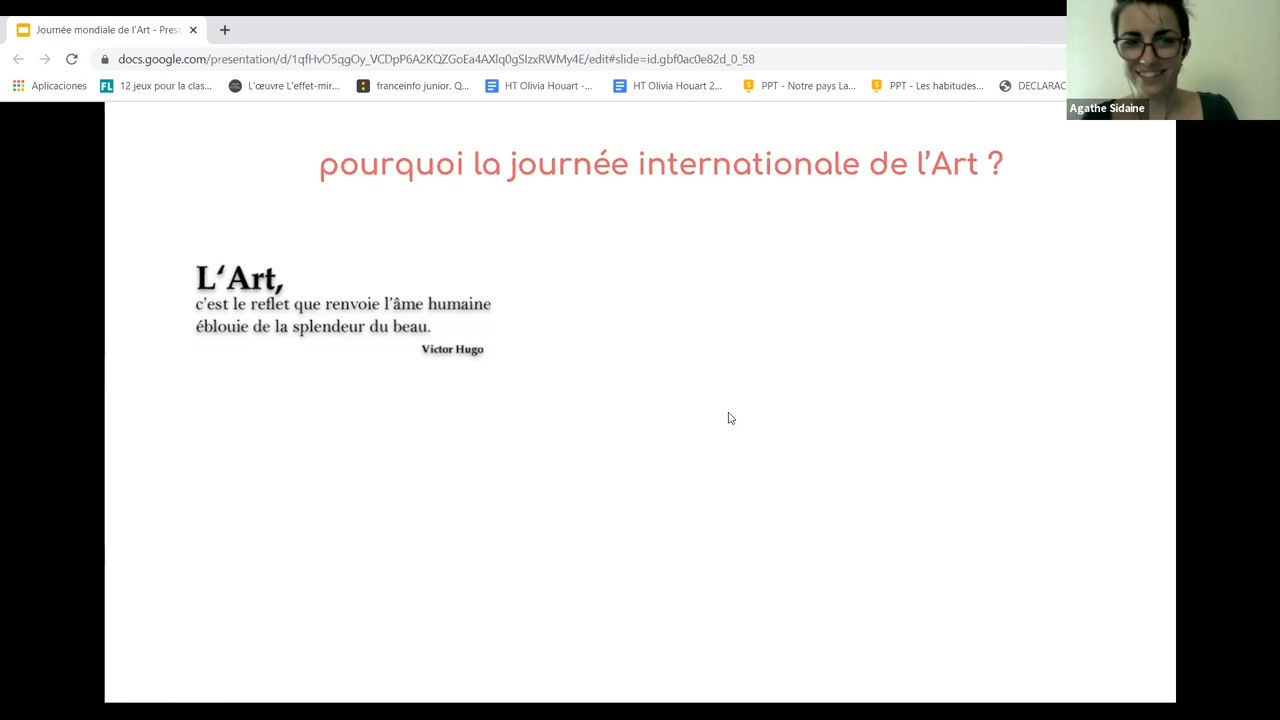 Journée mondiale de l'Art - Pres
docs.google.com/presentation/d/1qfHvO5qgOy_VCDpP6A2KQZGoEa4AXlq0gSIzxRWMy4E/edit#slide=id.gbf0ac0e82d_0_58
Aplicaciones 12 jeux pour la clas... L'œuvre L'effet-mir... franceinfo junior. Q... HT Olivia Houart -... HT Olivia Houart 2... PPT - Notre pays La... PPT - Les habitudes... DECLARAC
Agathe Sidaine
pourquoi la journée internationale de l'Art ?
L'Art,
c'est le reflet que renvoie l'âme humaine
éblouie de la splendeur du beau.
Victor Hugo